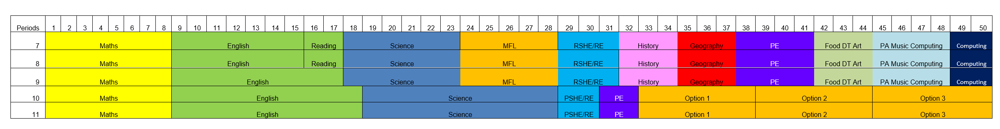 Periods 1 2 3 4 5 6 7 8 9 10 11 12 13 14 15 16 17 18 19 20 21 22 23 24 25 26 27 28 29 30 31 32 33 34 35 36 37 38 39 40 41 42 43 44 45 46 47 48 49 50
7 Maths English Reading Science MFL RSHE/RE History Geography PE Food DT Art PA Music Computing Computing
8 Maths English Reading Science MFL RSHE/RE History Geography PE Food DT Art PA Music Computing Computing
9 Maths English Science MFL RSHE/RE History Geography PE Food DT Art PA Music Computing Computing
10 Maths English Science PSHE/RE PE Option 1 Option 2 Option 3
11 Maths English Science PSHE/RE PE Option 1 Option 2 Option 3